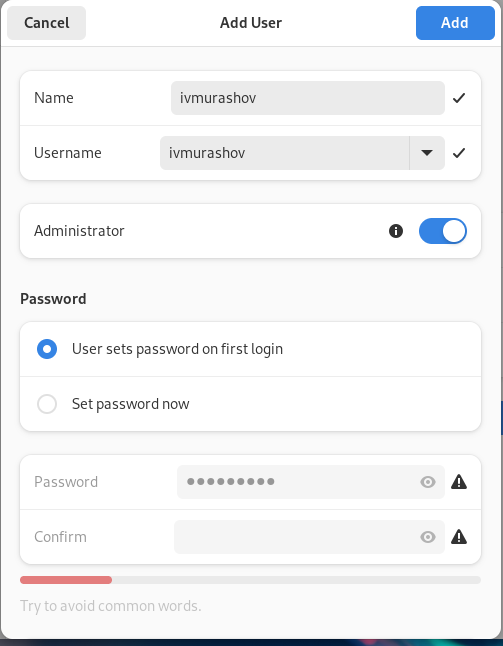 Cancel Add User Add
Name ivmurashov
Username ivmurashov
Administrator
Password
User sets password on first login
Set password now
Password ●●●●●●●●●
Confirm
Try to avoid common words.